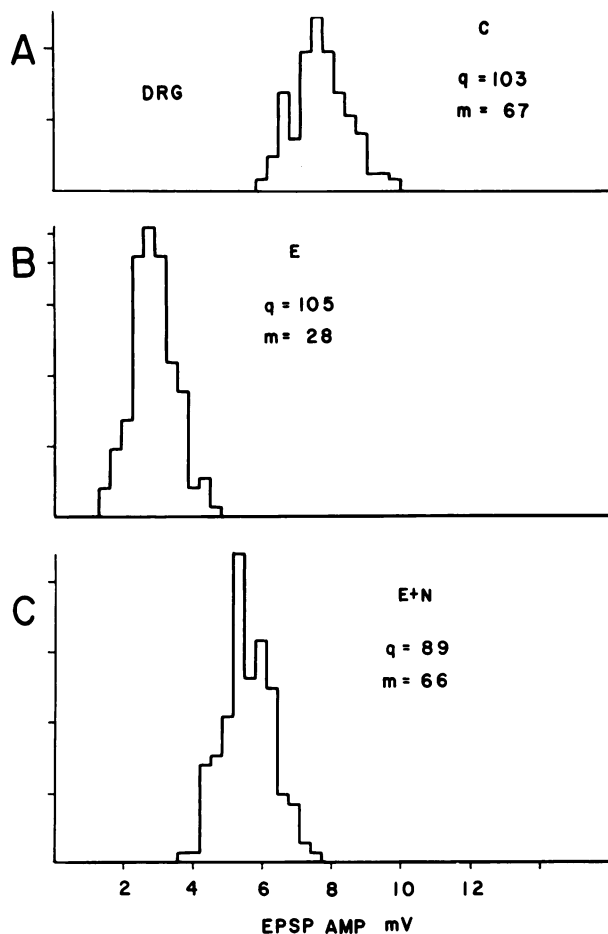 A
DRG
C
q = 103
m = 67
B
E
q = 105
m = 28
C
E+N
q = 89
m = 66
2 4 6 8 10 12
EPSP AMP mV